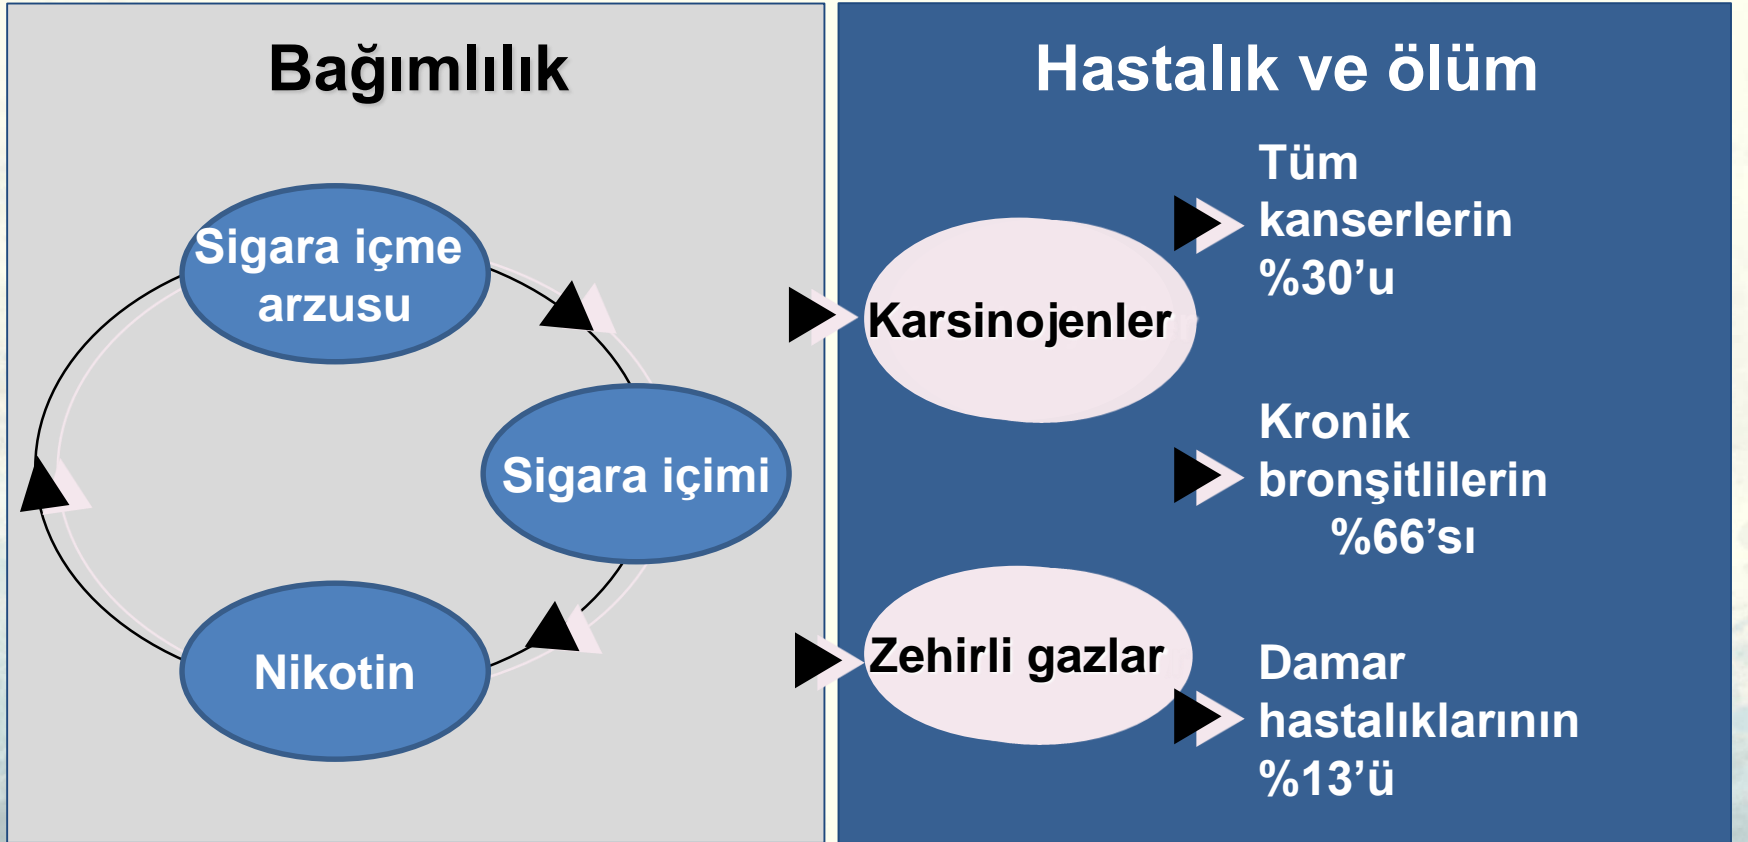 Bağımlılık
Sigara içme
arzusu
Sigara içimi
Nikotin
Hastalık ve ölüm
Karsinojenler
Zehirli gazlar
Tüm
kanserlerin
%30’u
Kronik
bronşitlilerin
%66’sı
Damar
hastalıklarının
%13’ü